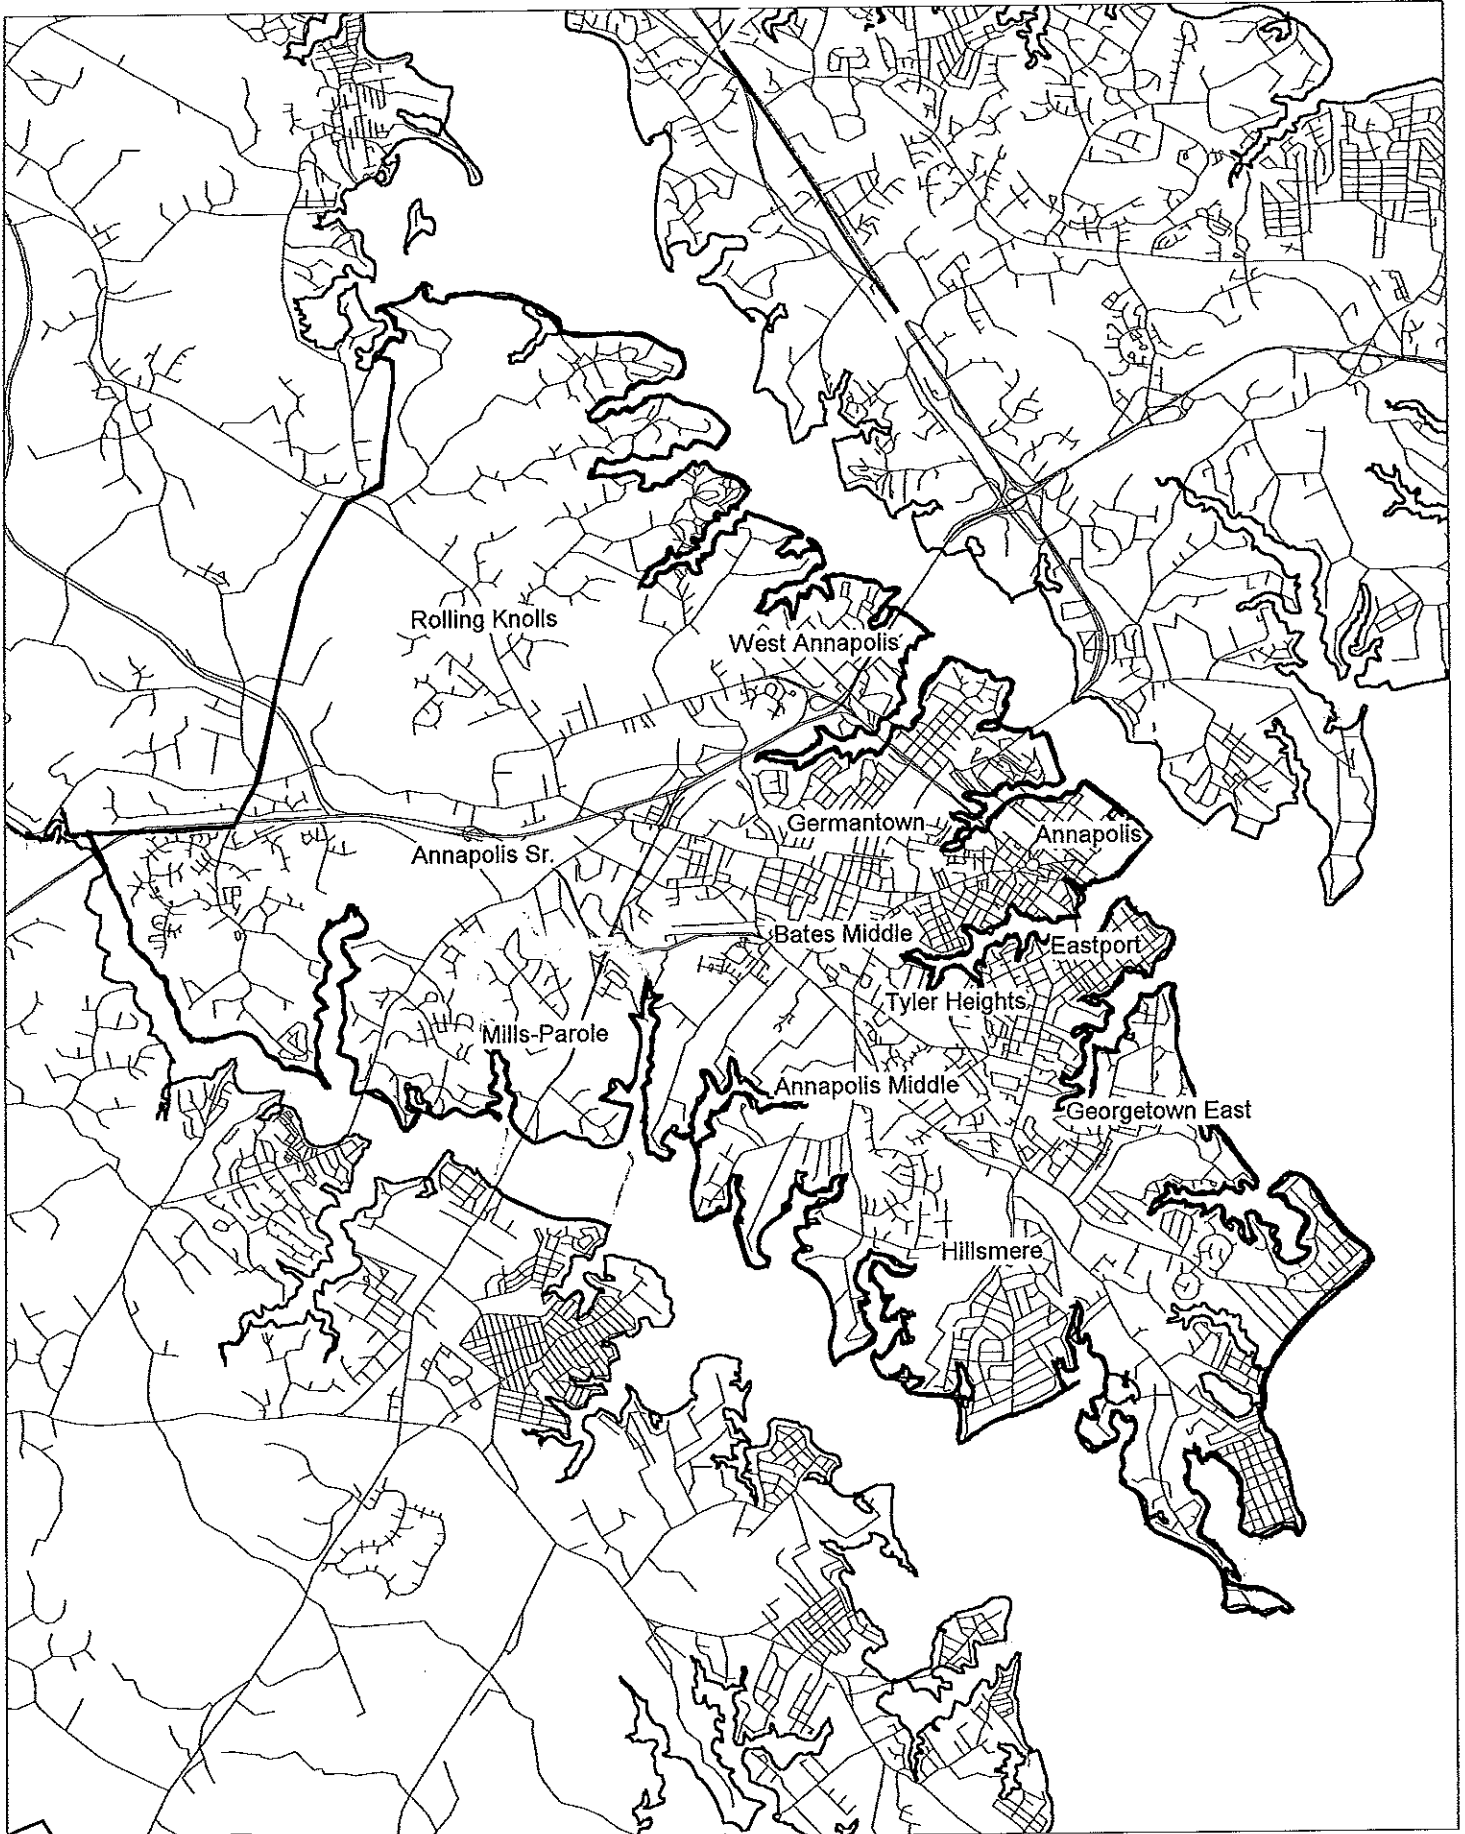 Rolling Knolls
West Annapolis
Germantown
Annapolis
Annapolis Sr.
Bates Middle
Eastport
Tyler Heights
Mills-Parole
Annapolis Middle
Georgetown East
Hillsmere